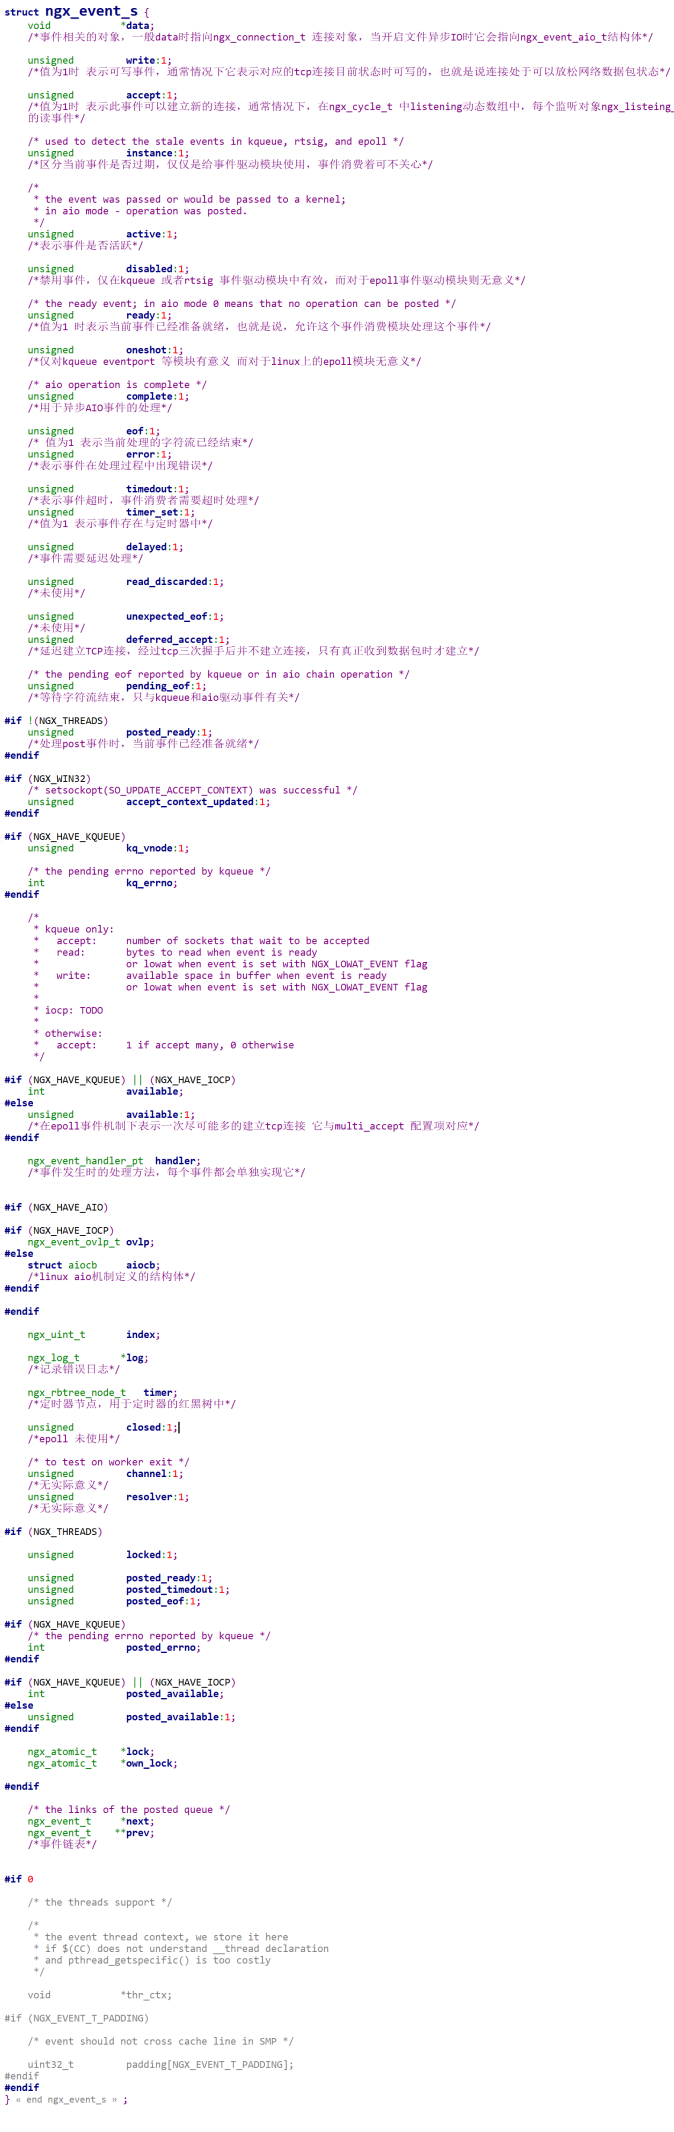 struct ngx_event_s {
    void            *data;
    /*事件相关的对象，一般data时指向ngx_connection_t 连接对象，当开启文件异步IO时它会指向ngx_event_aio_t结构体*/
    unsigned         write:1;
    /*值为1时 表示可写事件，通常情况下它表示对应的tcp连接目前状态时可写的，也就是说连接处于可以放松网络数据包状态*/
    unsigned         accept:1;
    /*值为1时 表示此事件可以建立新的连接，通常情况下，在ngx_cycle_t 中listening动态数组中，每个监听对象ngx_listeing_
    的读事件*/
    /* used to detect the stale events in kqueue, rtsig, and epoll */
    unsigned         instance:1;
    /*区分当前事件是否过期，仅仅是给事件驱动模块使用，事件消费着可不关心*/
    /*
     * the event was passed or would be passed to a kernel;
     * in aio mode - operation was posted.
     */
    unsigned         active:1;
    /*表示事件是否活跃*/
    unsigned         disabled:1;
    /*禁用事件，仅在kqueue 或者rtsig 事件驱动模块中有效，而对于epoll事件驱动模块则无意义*/
    /* the ready event; in aio mode 0 means that no operation can be posted */
    unsigned         ready:1;
    /*值为1 时表示当前事件已经准备就绪，也就是说，允许这个事件消费模块处理这个事件*/
    unsigned         oneshot:1;
    /*仅对kqueue eventport 等模块有意义 而对于linux上的epoll模块无意义*/
    /* aio operation is complete */
    unsigned         complete:1;
    /*用于异步AIO事件的处理*/
    unsigned         eof:1;
    /* 值为1 表示当前处理的字符流已经结束*/
    unsigned         error:1;
    /*表示事件在处理过程中出现错误*/
    unsigned         timedout:1;
    /*表示事件超时，事件消费者需要超时处理*/
    unsigned         timer_set:1;
    /*值为1 表示事件存在与定时器中*/
    unsigned         delayed:1;
    /*事件需要延迟处理*/
    unsigned         read_discarded:1;
    /*未使用*/
    unsigned         unexpected_eof:1;
    /*未使用*/
    unsigned         deferred_accept:1;
    /*延迟建立TCP连接，经过tcp三次握手后并不建立连接，只有真正收到数据包时才建立*/
    /* the pending eof reported by kqueue or in aio chain operation */
    unsigned         pending_eof:1;
    /*等待字符流结束，只与kqueue和aio驱动事件有关*/
#if !(NGX_THREADS)
    unsigned         posted_ready:1;
    /*处理post事件时，当前事件已经准备就绪*/
#endif
#if (NGX_WIN32)
    /* setsockopt(SO_UPDATE_ACCEPT_CONTEXT) was successful */
    unsigned         accept_context_updated:1;
#endif
#if (NGX_HAVE_KQUEUE)
    unsigned         kq_vnode:1;
    /* the pending errno reported by kqueue */
    int              kq_errno;
#endif
    /*
     * kqueue only:
     *   accept:     number of sockets that wait to be accepted
     *   read:       bytes to read when event is ready
     *               or lowat when event is set with NGX_LOWAT_EVENT flag
     *   write:      available space in buffer when event is ready
     *               or lowat when event is set with NGX_LOWAT_EVENT flag
     *
     * iocp: TODO
     *
     * otherwise:
     *   accept:     1 if accept many, 0 otherwise
     */
#if (NGX_HAVE_KQUEUE) || (NGX_HAVE_IOCP)
    int              available;
#else
    unsigned         available:1;
    /*在epoll事件机制下表示一次尽可能多的建立tcp连接 它与multi_accept 配置项对应*/
#endif
    ngx_event_handler_pt  handler;
    /*事件发生时的处理方法，每个事件都会单独实现它*/
#if (NGX_HAVE_AIO)
#if (NGX_HAVE_IOCP)
    ngx_event_ovlp_t ovlp;
#else
    struct aiocb     aiocb;
    /*linux aio机制定义的结构体*/
#endif
#endif
    ngx_uint_t       index;
    ngx_log_t       *log;
    /*记录错误日志*/
    ngx_rbtree_node_t   timer;
    /*定时器节点，用于定时器的红黑树中*/
    unsigned         closed:1;
    /*epoll 未使用*/
    /* to test on worker exit */
    unsigned         channel:1;
    /*无实际意义*/
    unsigned         resolver:1;
    /*无实际意义*/
#if (NGX_THREADS)
    unsigned         locked:1;
    unsigned         posted_ready:1;
    unsigned         posted_timedout:1;
    unsigned         posted_eof:1;
#if (NGX_HAVE_KQUEUE)
    /* the pending errno reported by kqueue */
    int              posted_errno;
#endif
#if (NGX_HAVE_KQUEUE) || (NGX_HAVE_IOCP)
    int              posted_available;
#else
    unsigned         posted_available:1;
#endif
    ngx_atomic_t    *lock;
    ngx_atomic_t    *own_lock;
#endif
    /* the links of the posted queue */
    ngx_event_t     *next;
    ngx_event_t    **prev;
    /*事件链表*/
#if 0
    /* the threads support */
    /*
     * the event thread context, we store it here
     * if $(CC) does not understand __thread declaration
     * and pthread_getspecific() is too costly
     */
    void            *thr_ctx;
#if (NGX_EVENT_T_PADDING)
    /* event should not cross cache line in SMP */
    uint32_t         padding[NGX_EVENT_T_PADDING];
#endif
#endif
} « end ngx_event_s » ;